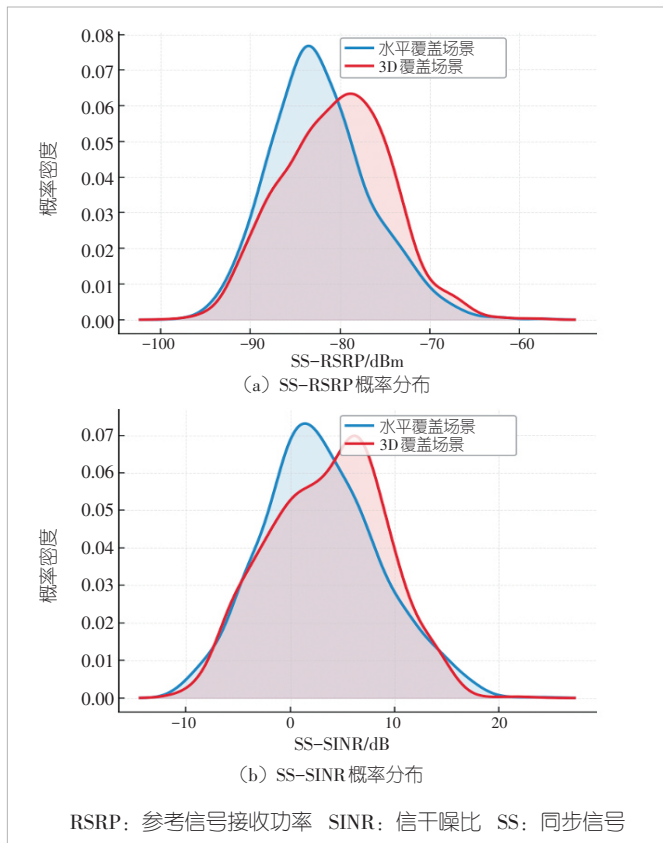 0.08
水平覆盖场景
3D覆盖场景
0.07
0.06
0.05
0.04
0.03
0.02
0.01
0.00
概率密度
-100 -90 -80 -70 -60
SS-RSRP/dBm
(a) SS-RSRP概率分布
水平覆盖场景
3D覆盖场景
0.07
0.06
0.05
0.04
0.03
0.02
0.01
0.00
概率密度
-10 0 10 20
SS-SINR/dB
(b) SS-SINR概率分布
RSRP：参考信号接收功率 SINR：信干噪比 SS：同步信号